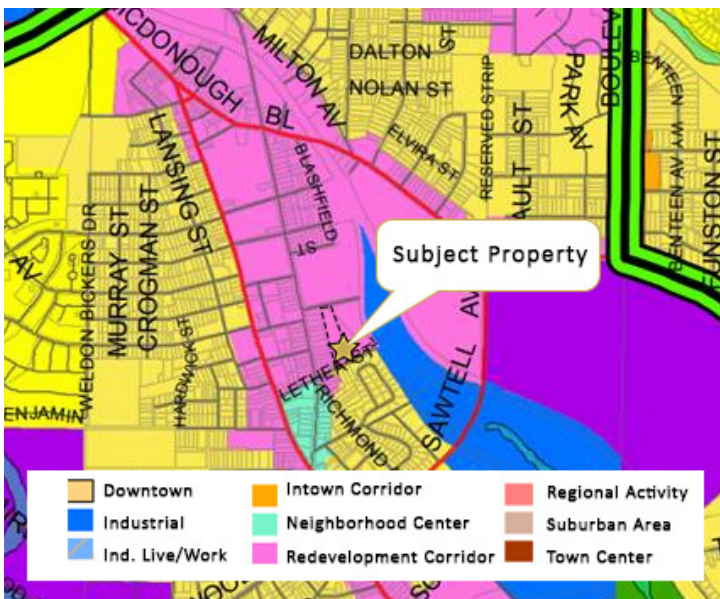 MCDONOUGH
BL
MILTON AV
DALTON
ST
NOLAN ST
ELVIRA ST
RESERVED STRIP
AULT ST
PARK AV
BOULEV
BENTEEN
BENTEEN AV
WY
FUNSTON ST
LANSING ST
BLASHFIELD
ST
AV
WELDON BICKERS DR
MURRAY ST
CROGMAN ST
HARDWICK ST
ENJAMIN
Subject Property
AV
SAWTELL
LETHEA ST
RICHMOND
Downtown
Intown Corridor
Regional Activity
Industrial
Neighborhood Center
Suburban Area
Ind. Live/Work
Redevelopment Corridor
Town Center